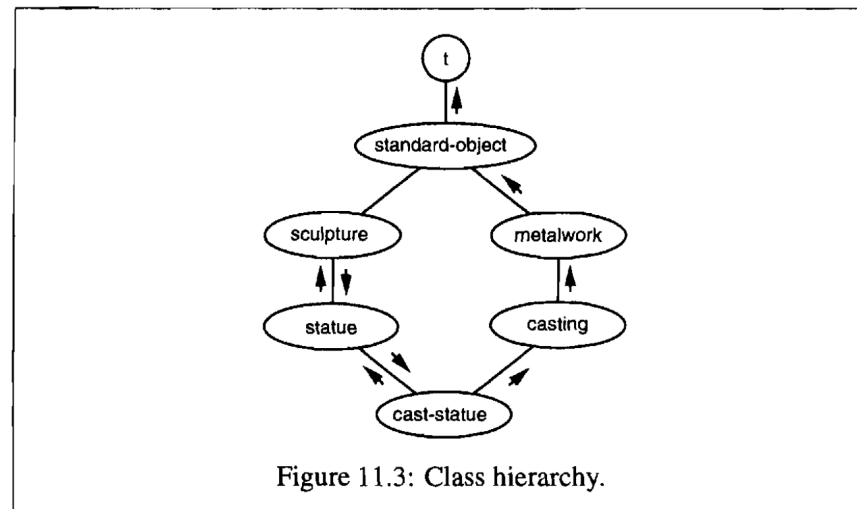 t
standard-object
sculpture
metalwork
statue
casting
cast-statue
Figure 11.3: Class hierarchy.